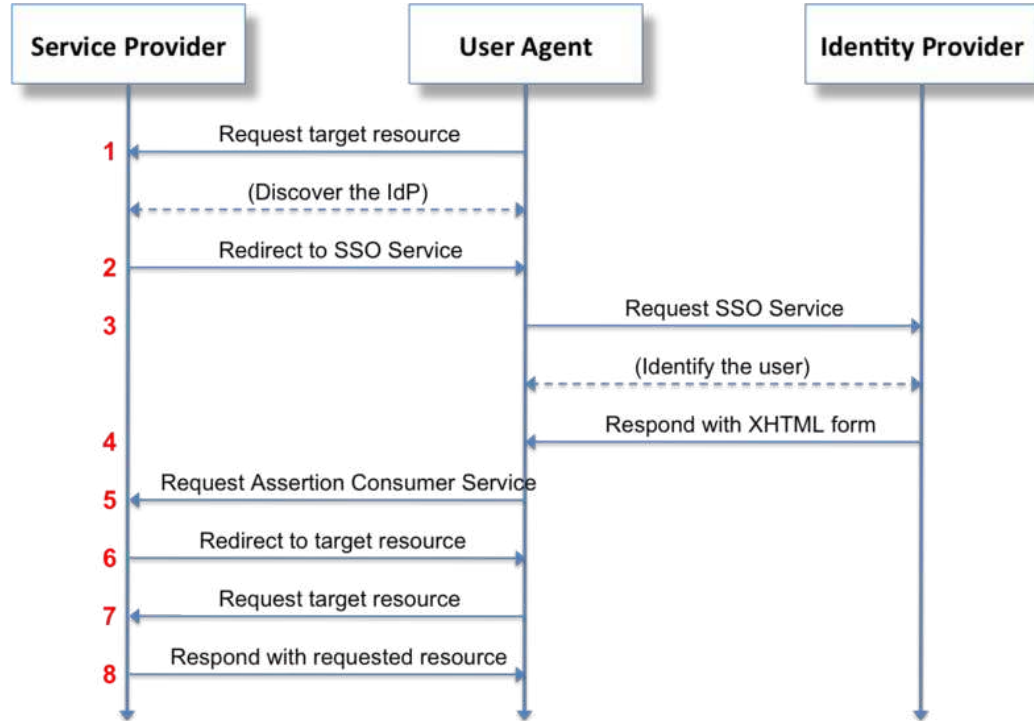 Service Provider
User Agent
Identity Provider
Request target resource
1
(Discover the IdP)
Redirect to SSO Service
2
Request SSO Service
3
(Identify the user)
Respond with XHTML form
4
Request Assertion Consumer Service
5
Redirect to target resource
6
Request target resource
7
Respond with requested resource
8